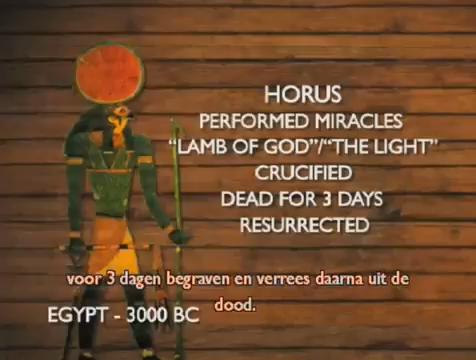 HORUS
PERFORMED MIRACLES
“LAMB OF GOD”/“THE LIGHT”
CRUCIFIED
DEAD FOR 3 DAYS
RESURRECTED
voor 3 dagen begraven en verrees daarna uit de
dood.
EGYPT - 3000 BC